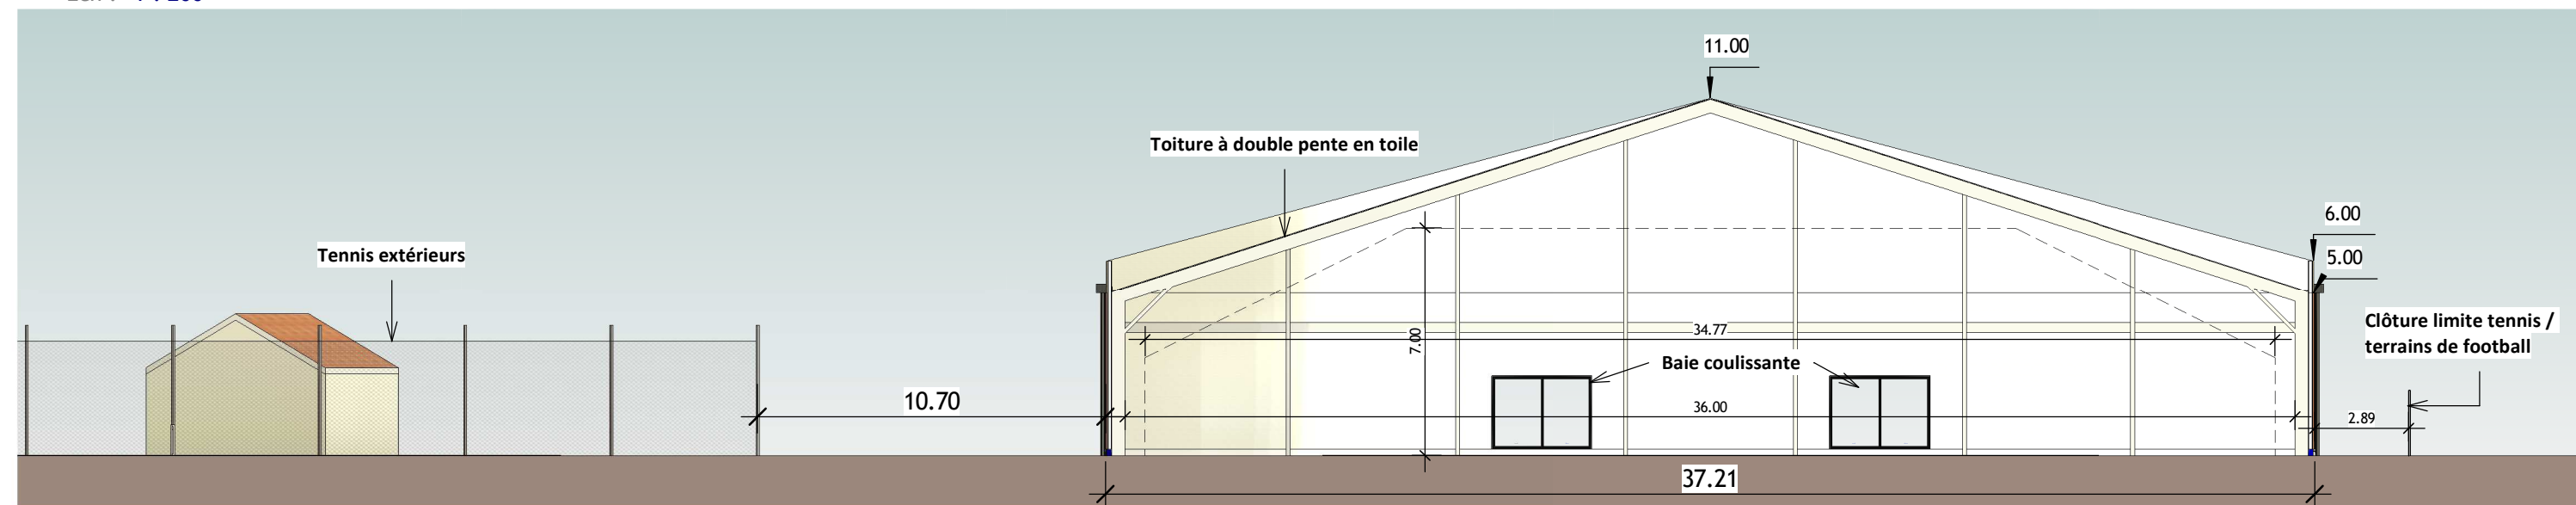 11.00
Toiture à double pente en toile
6.00
Tennis extérieurs
5.00
Clôture limite tennis /
terrains de football
34.77
7.00
Baie coulissante
10.70
36.00
2.89
37.21